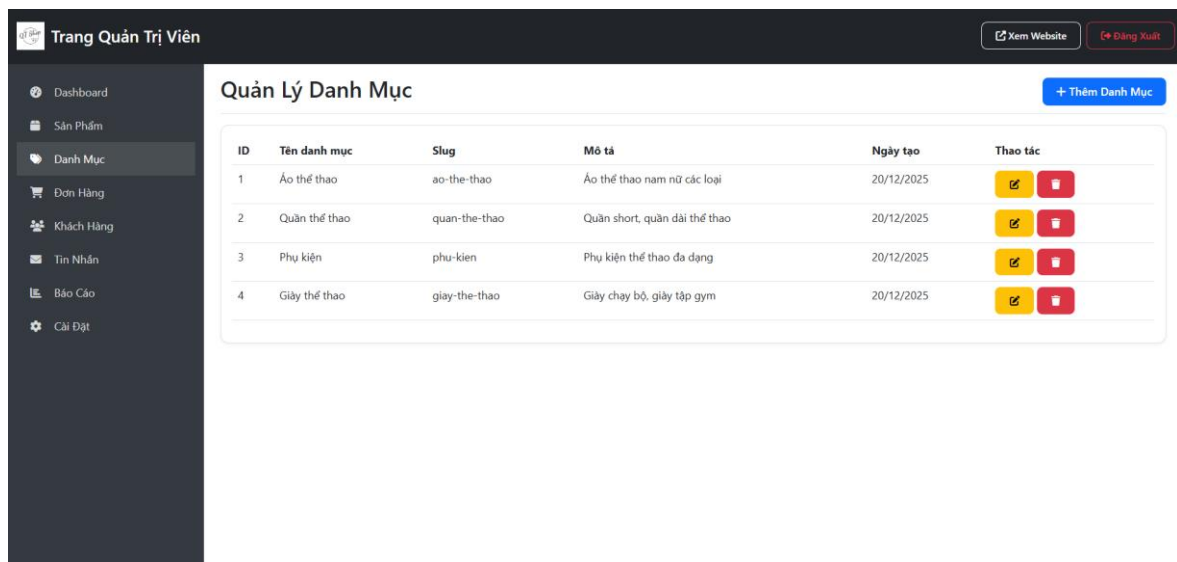 Trang Quản Trị Viên
Xem Website
Đăng Xuất
Dashboard
Sản Phẩm
Danh Mục
Đơn Hàng
Khách Hàng
Tin Nhắn
Báo Cáo
Cài Đặt
Quản Lý Danh Mục
+ Thêm Danh Mục
ID Tên danh mục Slug Mô tả Ngày tạo Thao tác
1 Áo thể thao ao-the-thao Áo thể thao nam nữ các loại 20/12/2025
2 Quần thể thao quan-the-thao Quần short, quần dài thể thao 20/12/2025
3 Phụ kiện phu-kien Phụ kiện thể thao đa dạng 20/12/2025
4 Giày thể thao giay-the-thao Giày chạy bộ, giày tập gym 20/12/2025